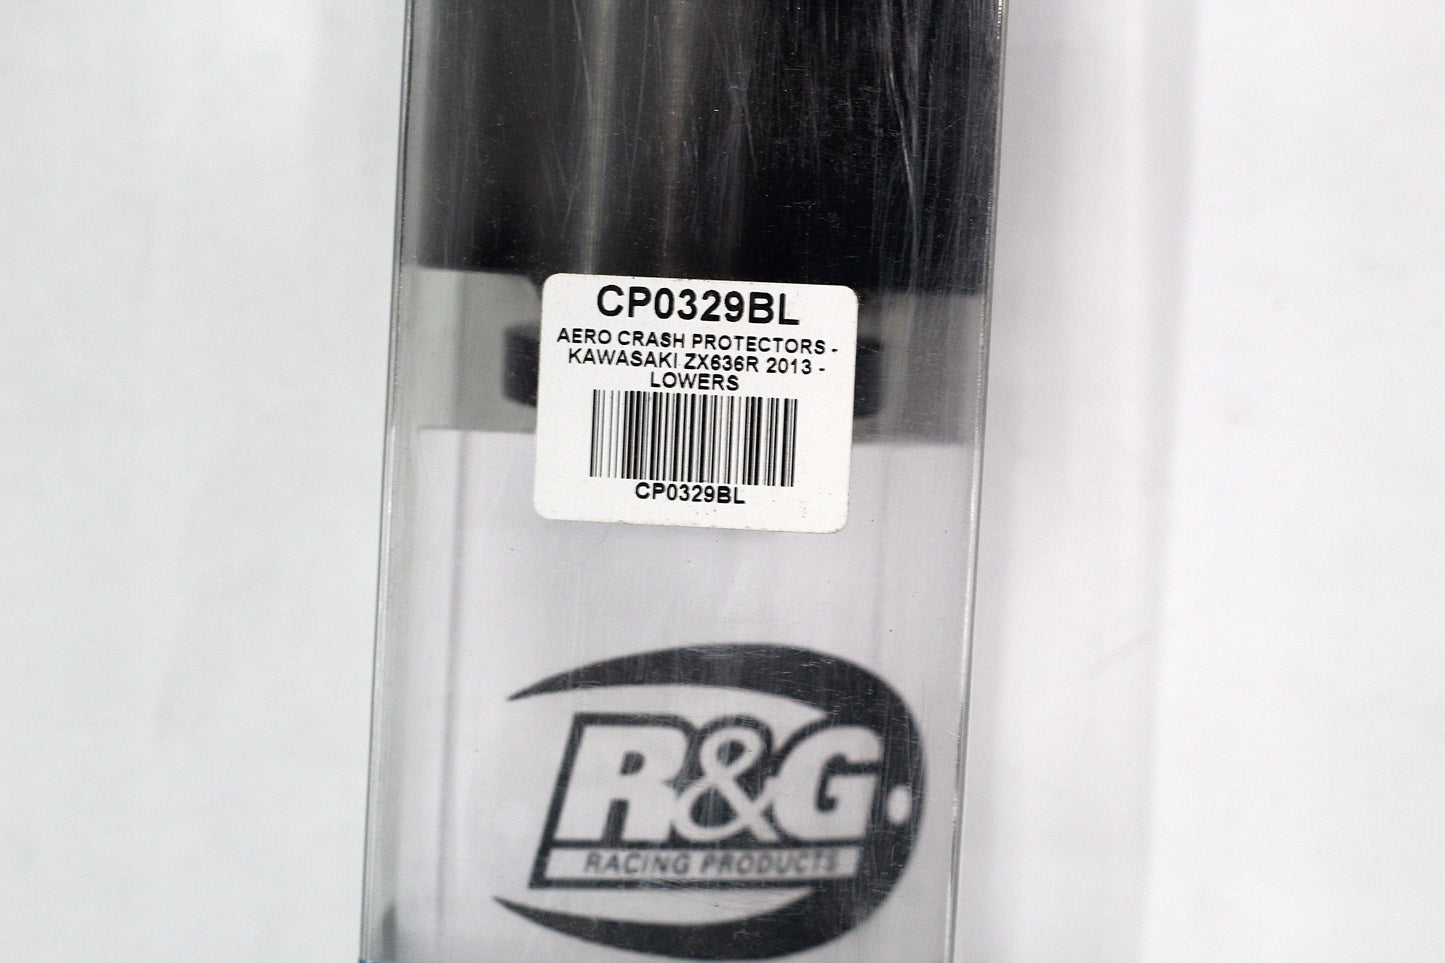 CP0329BL
AERO CRASH PROTECTORS -
KAWASAKI ZX636R 2013 -
LOWERS
CP0329BL
R&G
RACING PRODUCTS